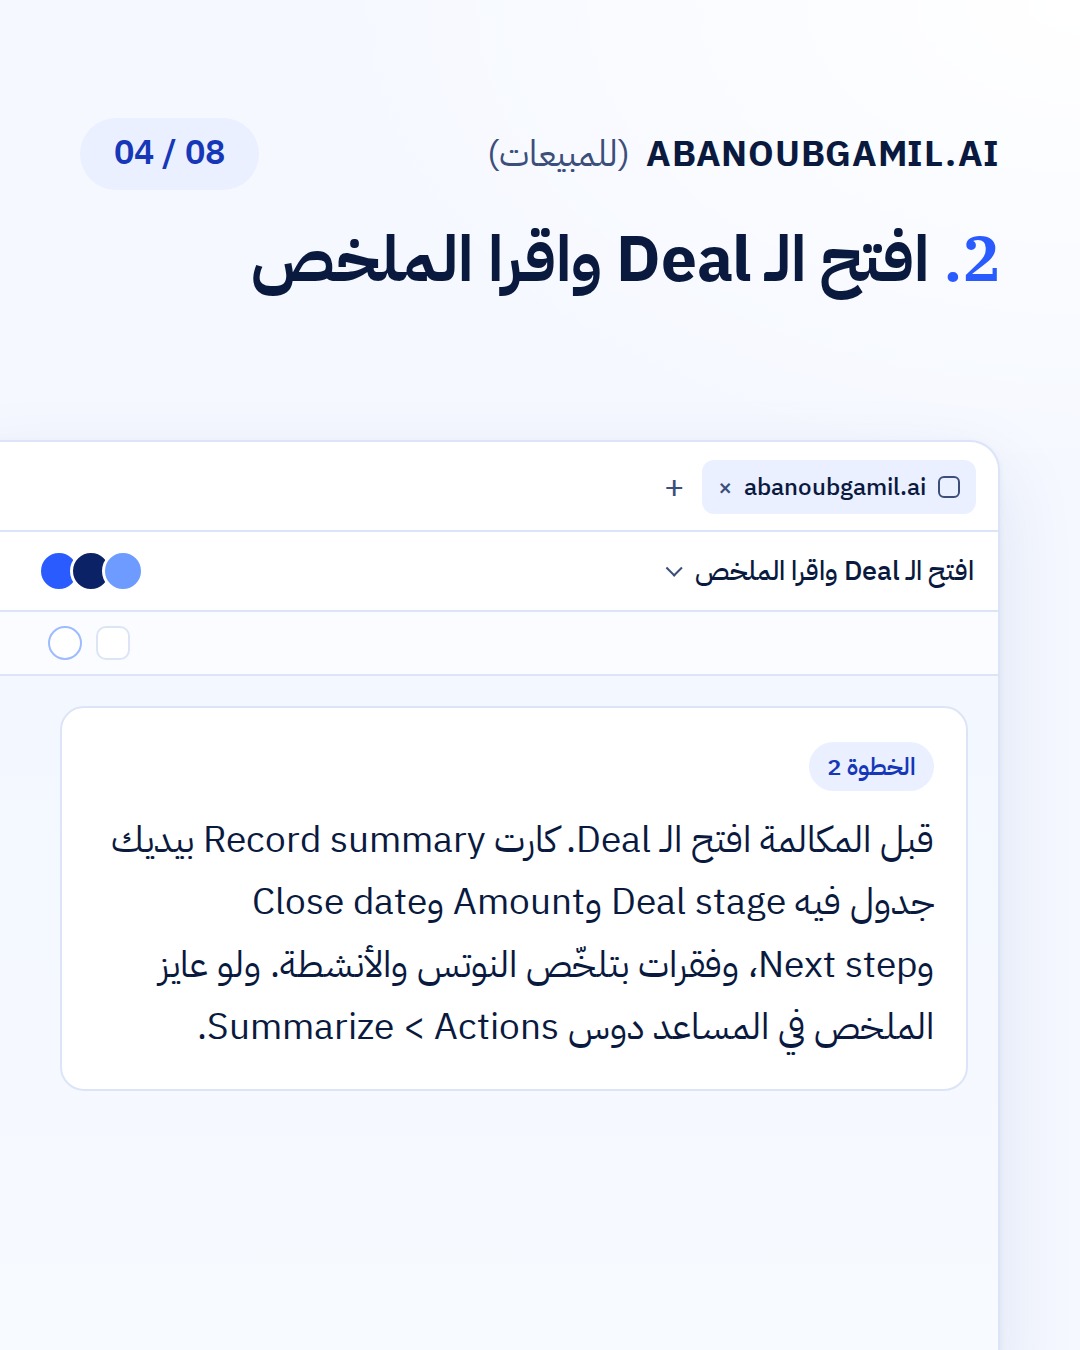 ABANOUBGAMIL.AI (للمبيعات)
04 / 08
2. افتح الـ Deal واقرا الملخص
abanoubgamil.ai × +
افتح الـ Deal واقرا الملخص
الخطوة 2
قبل المكالمة افتح الـ Deal. كارت Record summary بيديك
جدول فيه Deal stage وAmount وClose date
وNext step، وفقرات بتلخّص النوتس والأنشطة. ولو عايز
الملخص في المساعد دوس Actions > Summarize.